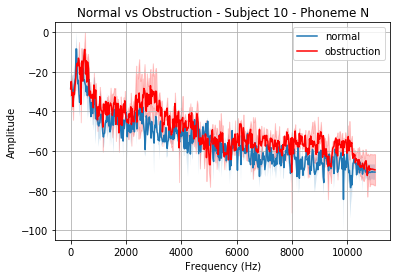 Normal vs Obstruction - Subject 10 - Phoneme N
normal
obstruction
0
−20
−40
−60
−80
−100
Amplitude
0 2000 4000 6000 8000 10000
Frequency (Hz)